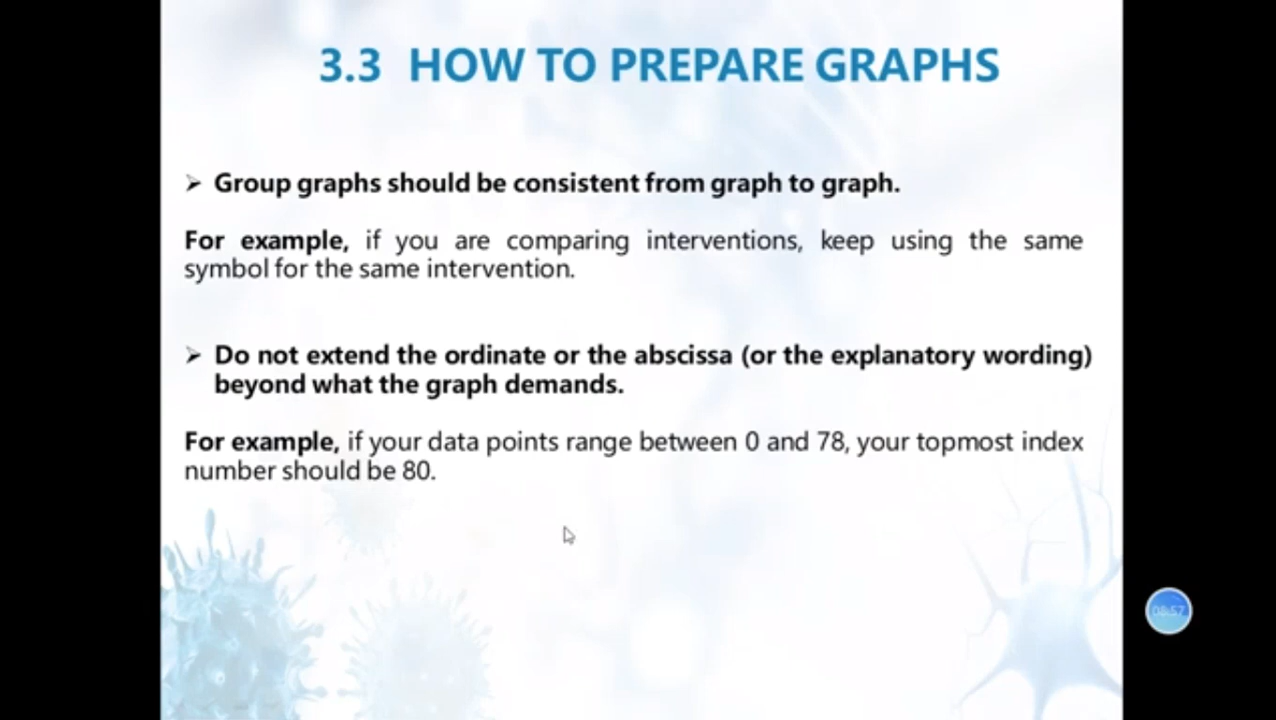 3.3 HOW TO PREPARE GRAPHS
➢ Group graphs should be consistent from graph to graph.
For example, if you are comparing interventions, keep using the same
symbol for the same intervention.
➢ Do not extend the ordinate or the abscissa (or the explanatory wording)
beyond what the graph demands.
For example, if your data points range between 0 and 78, your topmost index
number should be 80.
08:57